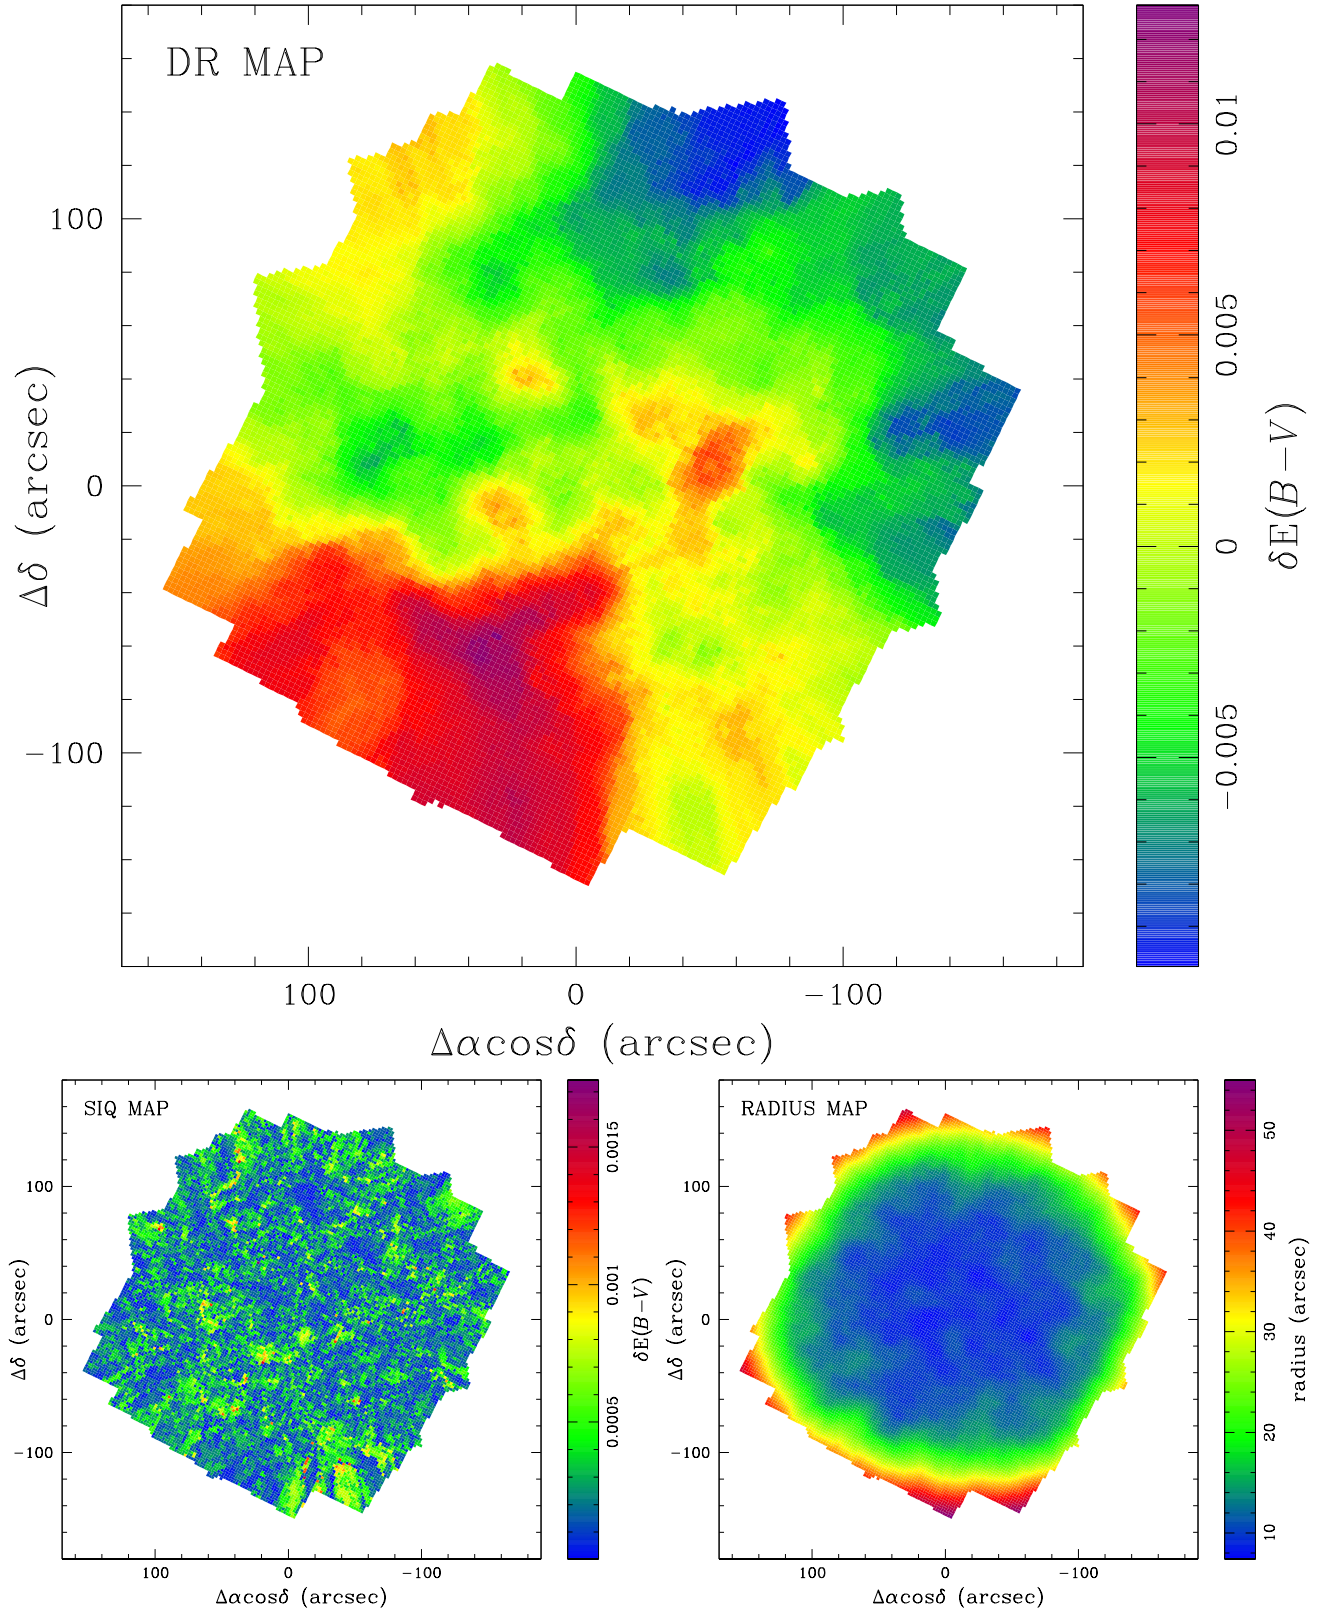 DR MAP
100
0
−100
Δδ (arcsec)
100
0
−100
Δαcosδ (arcsec)
0.01
0.005
0
−0.005
δE(B−V)
SIQ MAP
100
0
−100
Δδ (arcsec)
100
0
−100
Δαcosδ (arcsec)
0.0015
0.001
0.0005
δE(B−V)
RADIUS MAP
100
0
−100
Δδ (arcsec)
100
0
−100
Δαcosδ (arcsec)
50
40
30
20
10
radius (arcsec)